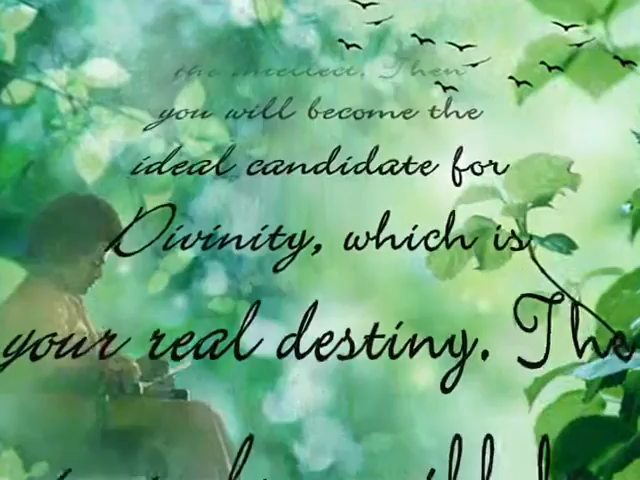 the intellect. Then
you will become the
ideal candidate for
Divinity, which is
your real destiny. The